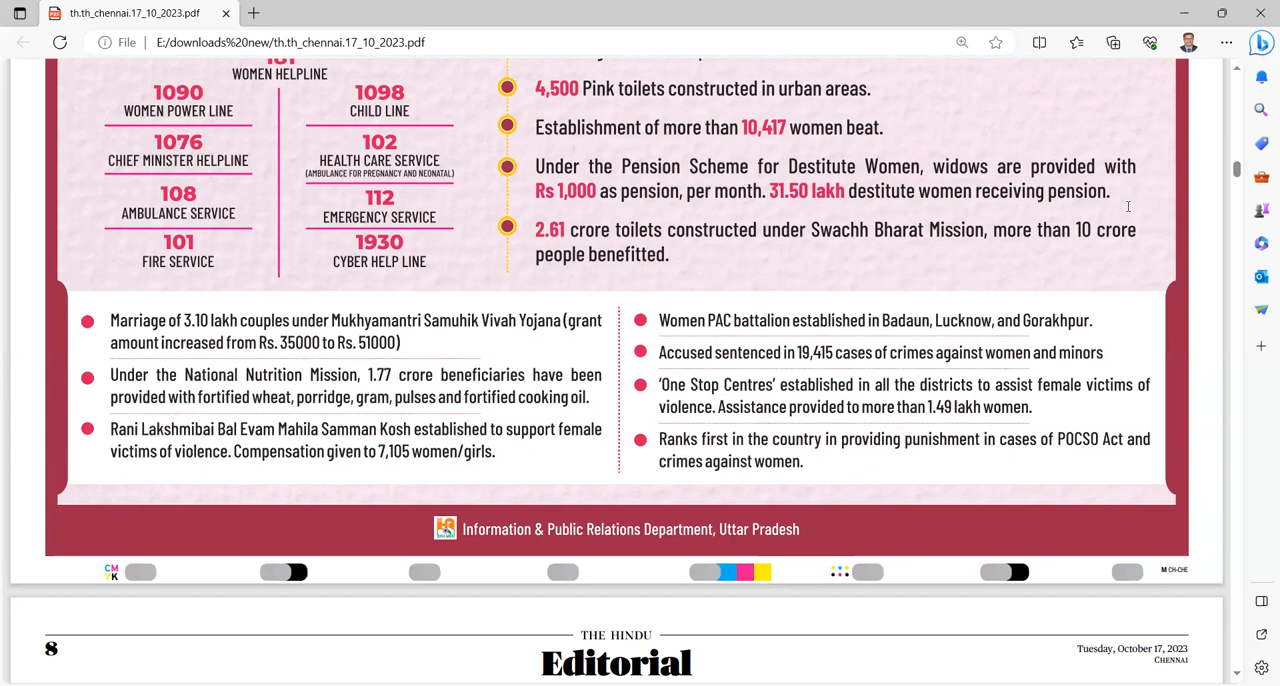 th.th_chennai.17_10_2023.pdf
File
E:/downloads%20new/th.th_chennai.17_10_2023.pdf
WOMEN HELPLINE
1090
WOMEN POWER LINE
1076
CHIEF MINISTER HELPLINE
108
AMBULANCE SERVICE
101
FIRE SERVICE
1098
CHILD LINE
102
HEALTH CARE SERVICE
(AMBULANCE FOR PREGNANCY AND NEONATAL)
112
EMERGENCY SERVICE
1930
CYBER HELP LINE
4,500 Pink toilets constructed in urban areas.
Establishment of more than 10,417 women beat.
Under the Pension Scheme for Destitute Women, widows are provided with
Rs 1,000 as pension, per month. 31.50 lakh destitute women receiving pension.
2.61 crore toilets constructed under Swachh Bharat Mission, more than 10 crore
people benefitted.
Marriage of 3.10 lakh couples under Mukhyamantri Samuhik Vivah Yojana (grant
amount increased from Rs. 35000 to Rs. 51000)
Under the National Nutrition Mission, 1.77 crore beneficiaries have been
provided with fortified wheat, porridge, gram, pulses and fortified cooking oil.
Rani Lakshmibai Bal Evam Mahila Samman Kosh established to support female
victims of violence. Compensation given to 7,105 women/girls.
Women PAC battalion established in Badaun, Lucknow, and Gorakhpur.
Accused sentenced in 19,415 cases of crimes against women and minors
‘One Stop Centres’ established in all the districts to assist female victims of
violence. Assistance provided to more than 1.49 lakh women.
Ranks first in the country in providing punishment in cases of POCSO Act and
crimes against women.
Information & Public Relations Department, Uttar Pradesh
CM
YK
M CH-CHE
8
THE HINDU
Editorial
Tuesday, October 17, 2023
CHENNAI